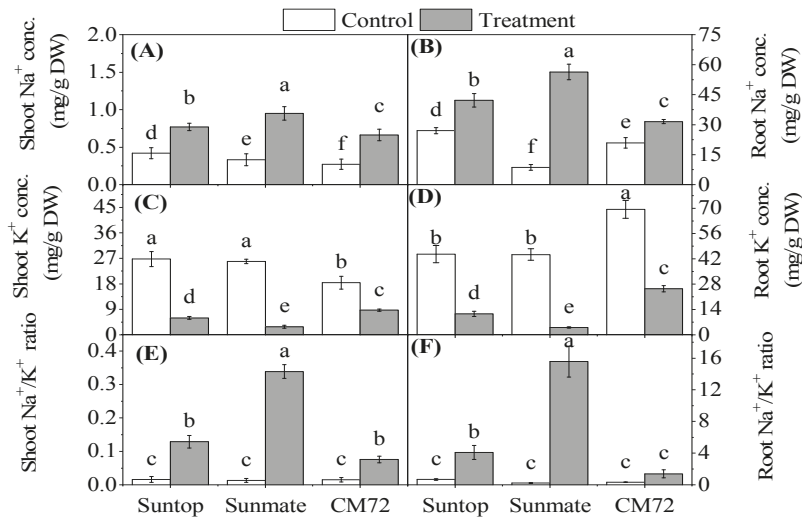 Control Treatment
Shoot Na+ conc.
(mg/g DW)
2.0
1.5
1.0
0.5
0.0
(A)
d b e a f c
(B)
d b f a e c
75
60
45
30
15
0
Root Na+ conc.
(mg/g DW)
Shoot K+ conc.
(mg/g DW)
45
36
27
18
9
0
(C)
a d a e b c
(D)
b d b e a c
70
56
42
28
14
0
Root K+ conc.
(mg/g DW)
Shoot Na+/K+ ratio
0.4
0.3
0.2
0.1
0.0
(E)
c b c a c b
(F)
c b c a c c
16
12
8
4
0
Root Na+/K+ ratio
Suntop Sunmate CM72 Suntop Sunmate CM72